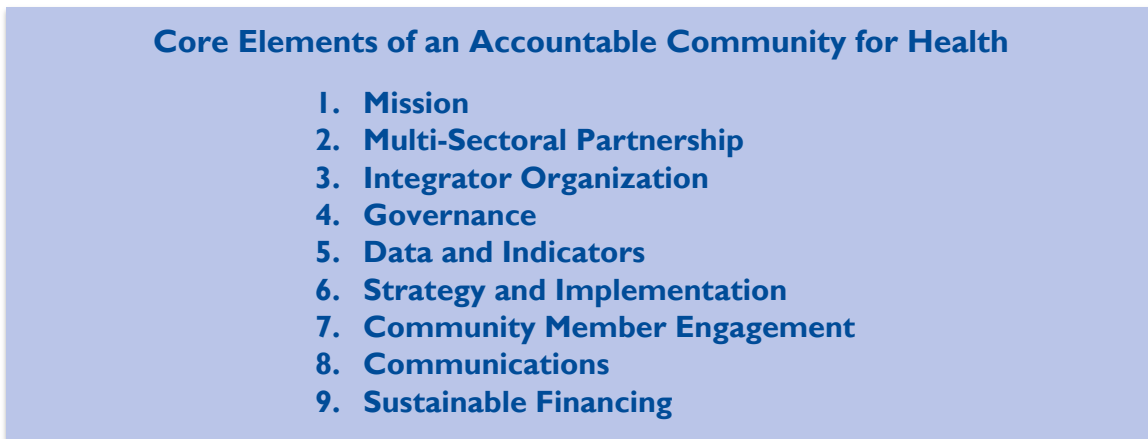 Core Elements of an Accountable Community for Health
1. Mission
2. Multi-Sectoral Partnership
3. Integrator Organization
4. Governance
5. Data and Indicators
6. Strategy and Implementation
7. Community Member Engagement
8. Communications
9. Sustainable Financing